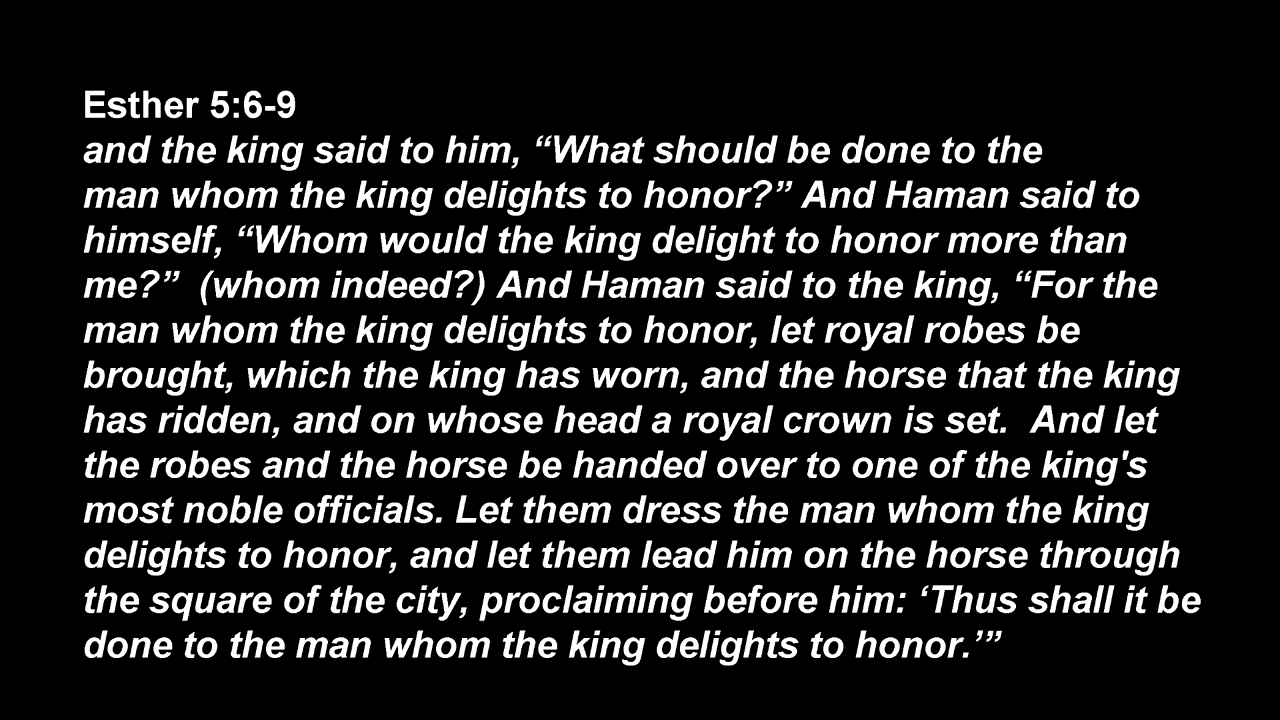 Esther 5:6-9
and the king said to him, “What should be done to the
man whom the king delights to honor?” And Haman said to
himself, “Whom would the king delight to honor more than
me?”  (whom indeed?) And Haman said to the king, “For the
man whom the king delights to honor, let royal robes be
brought, which the king has worn, and the horse that the king
has ridden, and on whose head a royal crown is set.  And let
the robes and the horse be handed over to one of the king's
most noble officials. Let them dress the man whom the king
delights to honor, and let them lead him on the horse through
the square of the city, proclaiming before him: ‘Thus shall it be
done to the man whom the king delights to honor.’”